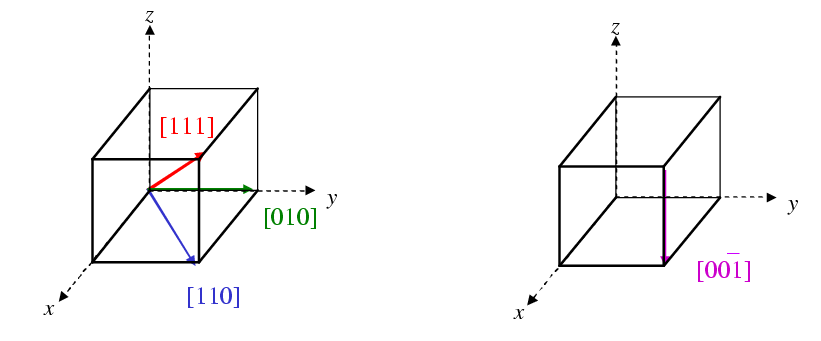 z
[111]
y
[010]
[110]
x
z
y
[001̅]
x